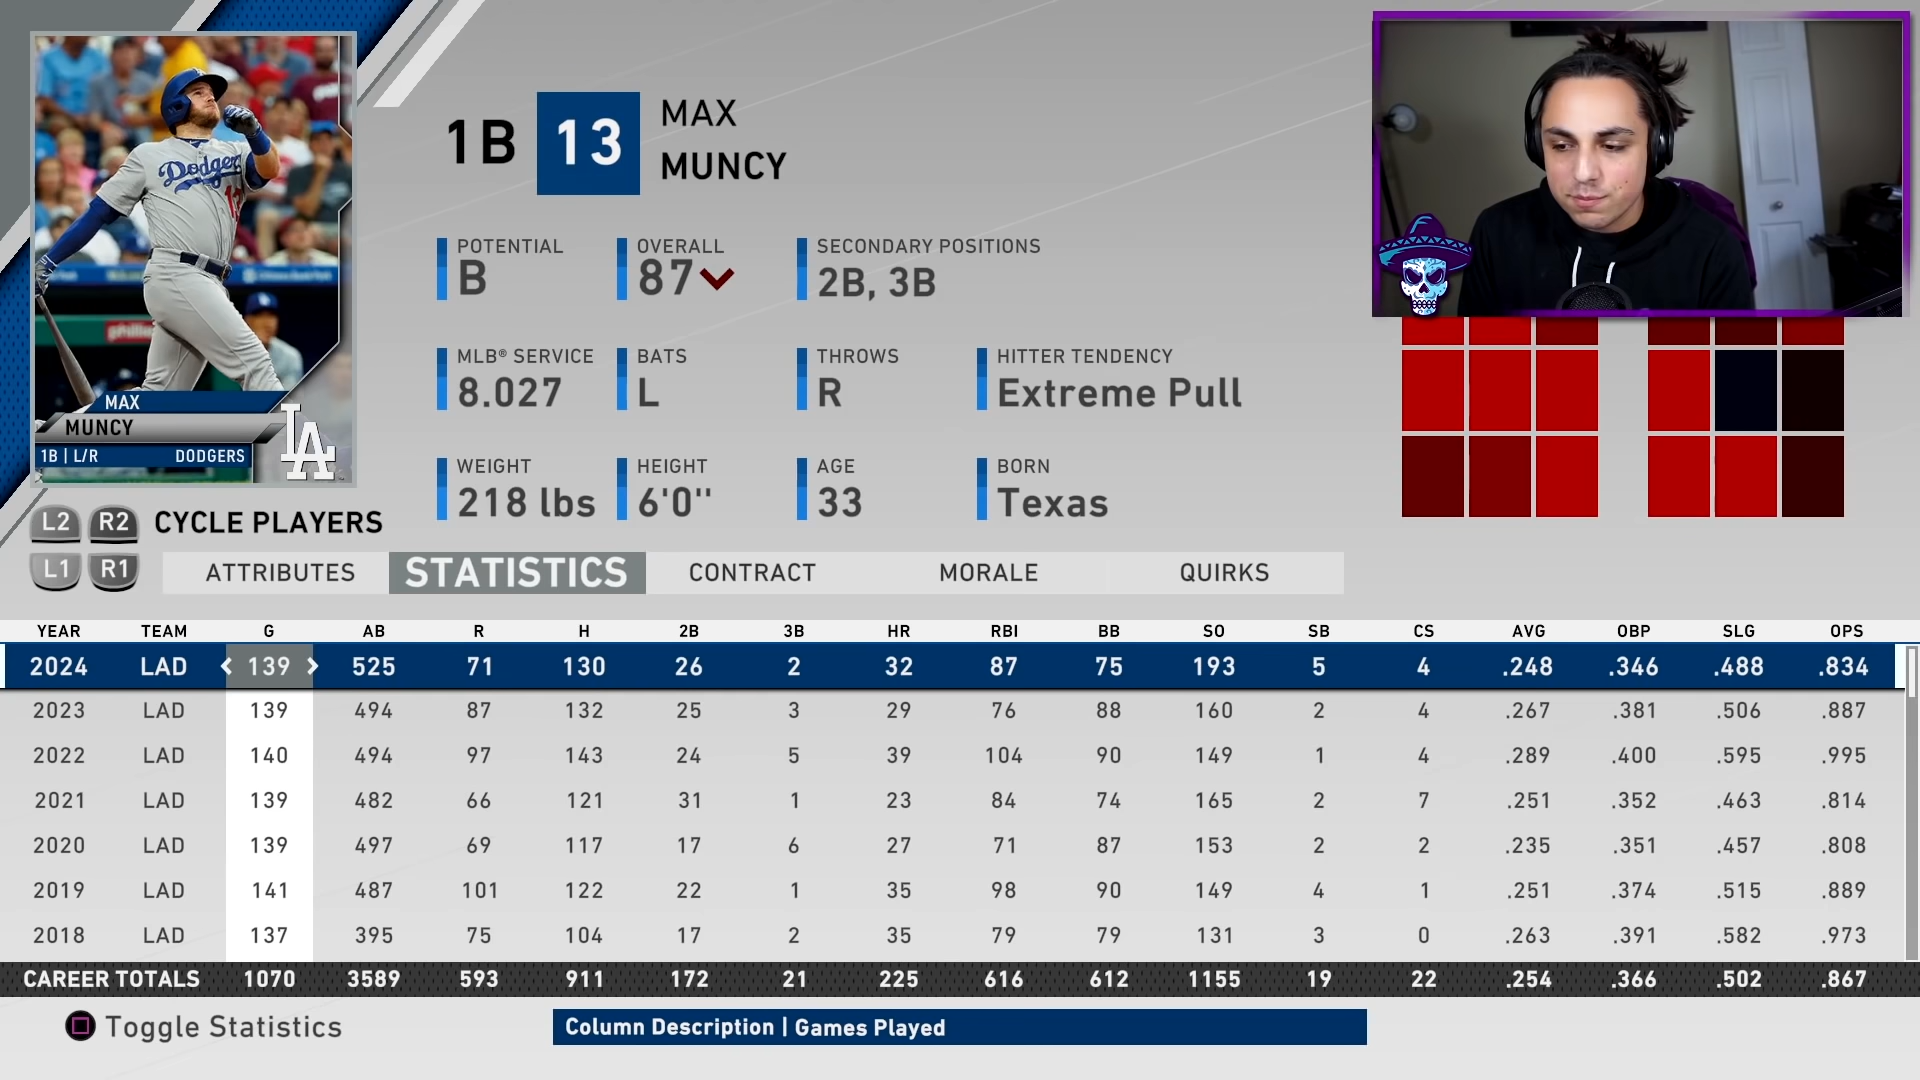 1B 13 MAX
MUNCY
POTENTIAL OVERALL SECONDARY POSITIONS
B 87 2B, 3B
MLB® SERVICE BATS THROWS HITTER TENDENCY
8.027 L R Extreme Pull
WEIGHT HEIGHT AGE BORN
218 lbs 6'0" 33 Texas
Dodgers
13
MAX
MUNCY
1B | L/R DODGERS
LA
L2 R2 CYCLE PLAYERS
L1 R1 ATTRIBUTES STATISTICS CONTRACT MORALE QUIRKS
YEAR TEAM G AB R H 2B 3B HR RBI BB SO SB CS AVG OBP SLG OPS
2024 LAD < 139 > 525 71 130 26 2 32 87 75 193 5 4 .248 .346 .488 .834
2023 LAD 139 494 87 132 25 3 29 76 88 160 2 4 .267 .381 .506 .887
2022 LAD 140 494 97 143 24 5 39 104 90 149 1 4 .289 .400 .595 .995
2021 LAD 139 482 66 121 31 1 23 84 74 165 2 7 .251 .352 .463 .814
2020 LAD 139 497 69 117 17 6 27 71 87 153 2 2 .235 .351 .457 .808
2019 LAD 141 487 101 122 22 1 35 98 90 149 4 1 .251 .374 .515 .889
2018 LAD 137 395 75 104 17 2 35 79 79 131 3 0 .263 .391 .582 .973
CAREER TOTALS 1070 3589 593 911 172 21 225 616 612 1155 19 22 .254 .366 .502 .867
Toggle Statistics Column Description | Games Played